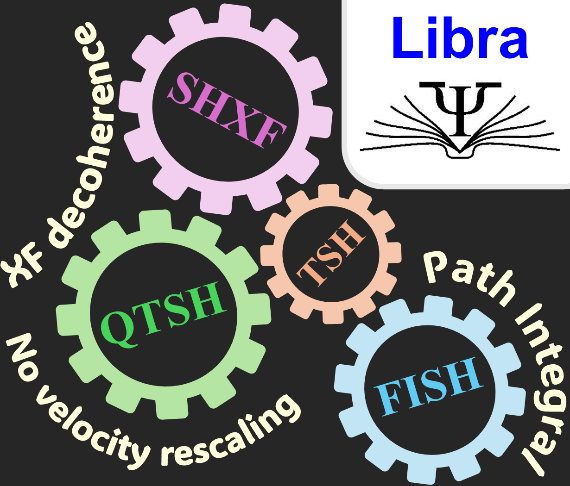 Libra
Ψ
SHXF
XF decoherence
TSH
QTSH
No velocity rescaling
Path Integral
FISH